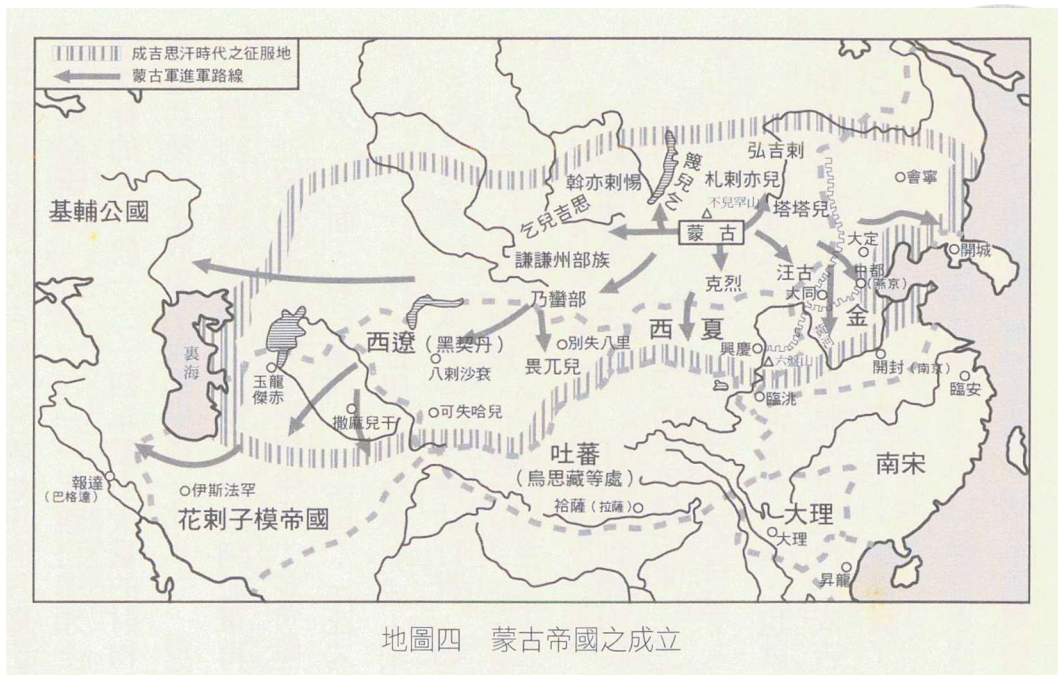 成吉思汗時代之征服地
蒙古軍進軍路線
基輔公國
弘吉剌
篾兒乞
札剌亦兒
斡亦剌惕
不兒罕山
塔塔兒
會寧
乞兒吉思
蒙古
謙謙州部族
克烈
汪古
大定
開城
中都
(燕京)
大同
乃蠻部
金
西夏
黃河
西遼(黑契丹)
別失八里
畏兀兒
八剌沙袞
興慶
六盤山
開封(南京)
臨安
臨洮
裏海
玉龍
傑赤
撒麻兒干
可失哈兒
吐蕃
(烏思藏等處)
南宋
報達
(巴格達)
伊斯法罕
花剌子模帝國
祫薩(拉薩)
大理
大理
昇龍
地圖四 蒙古帝國之成立